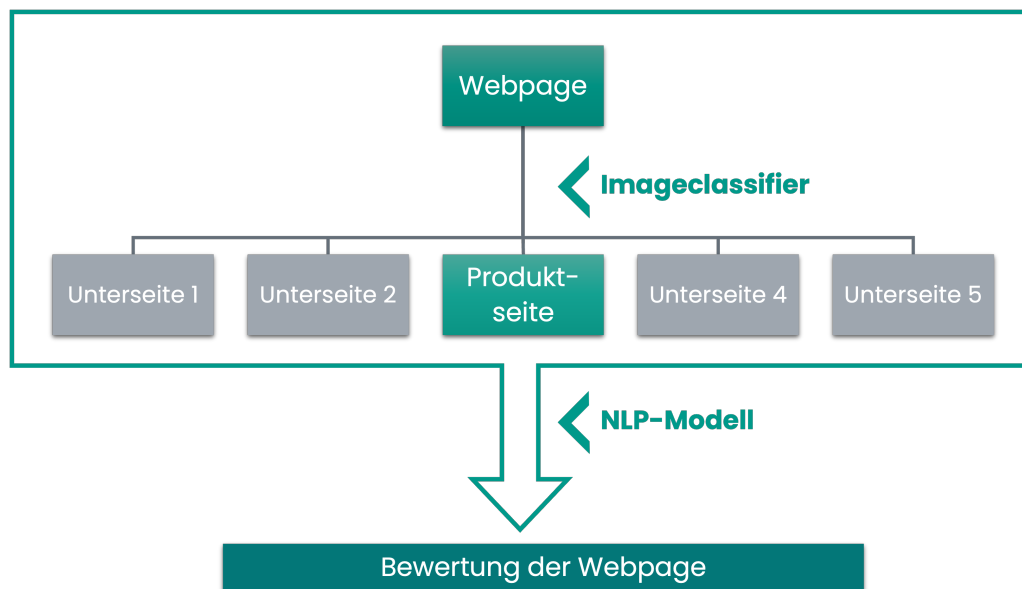 Webpage
Imageclassifier
Unterseite 1
Unterseite 2
Produkt-
seite
Unterseite 4
Unterseite 5
NLP-Modell
Bewertung der Webpage